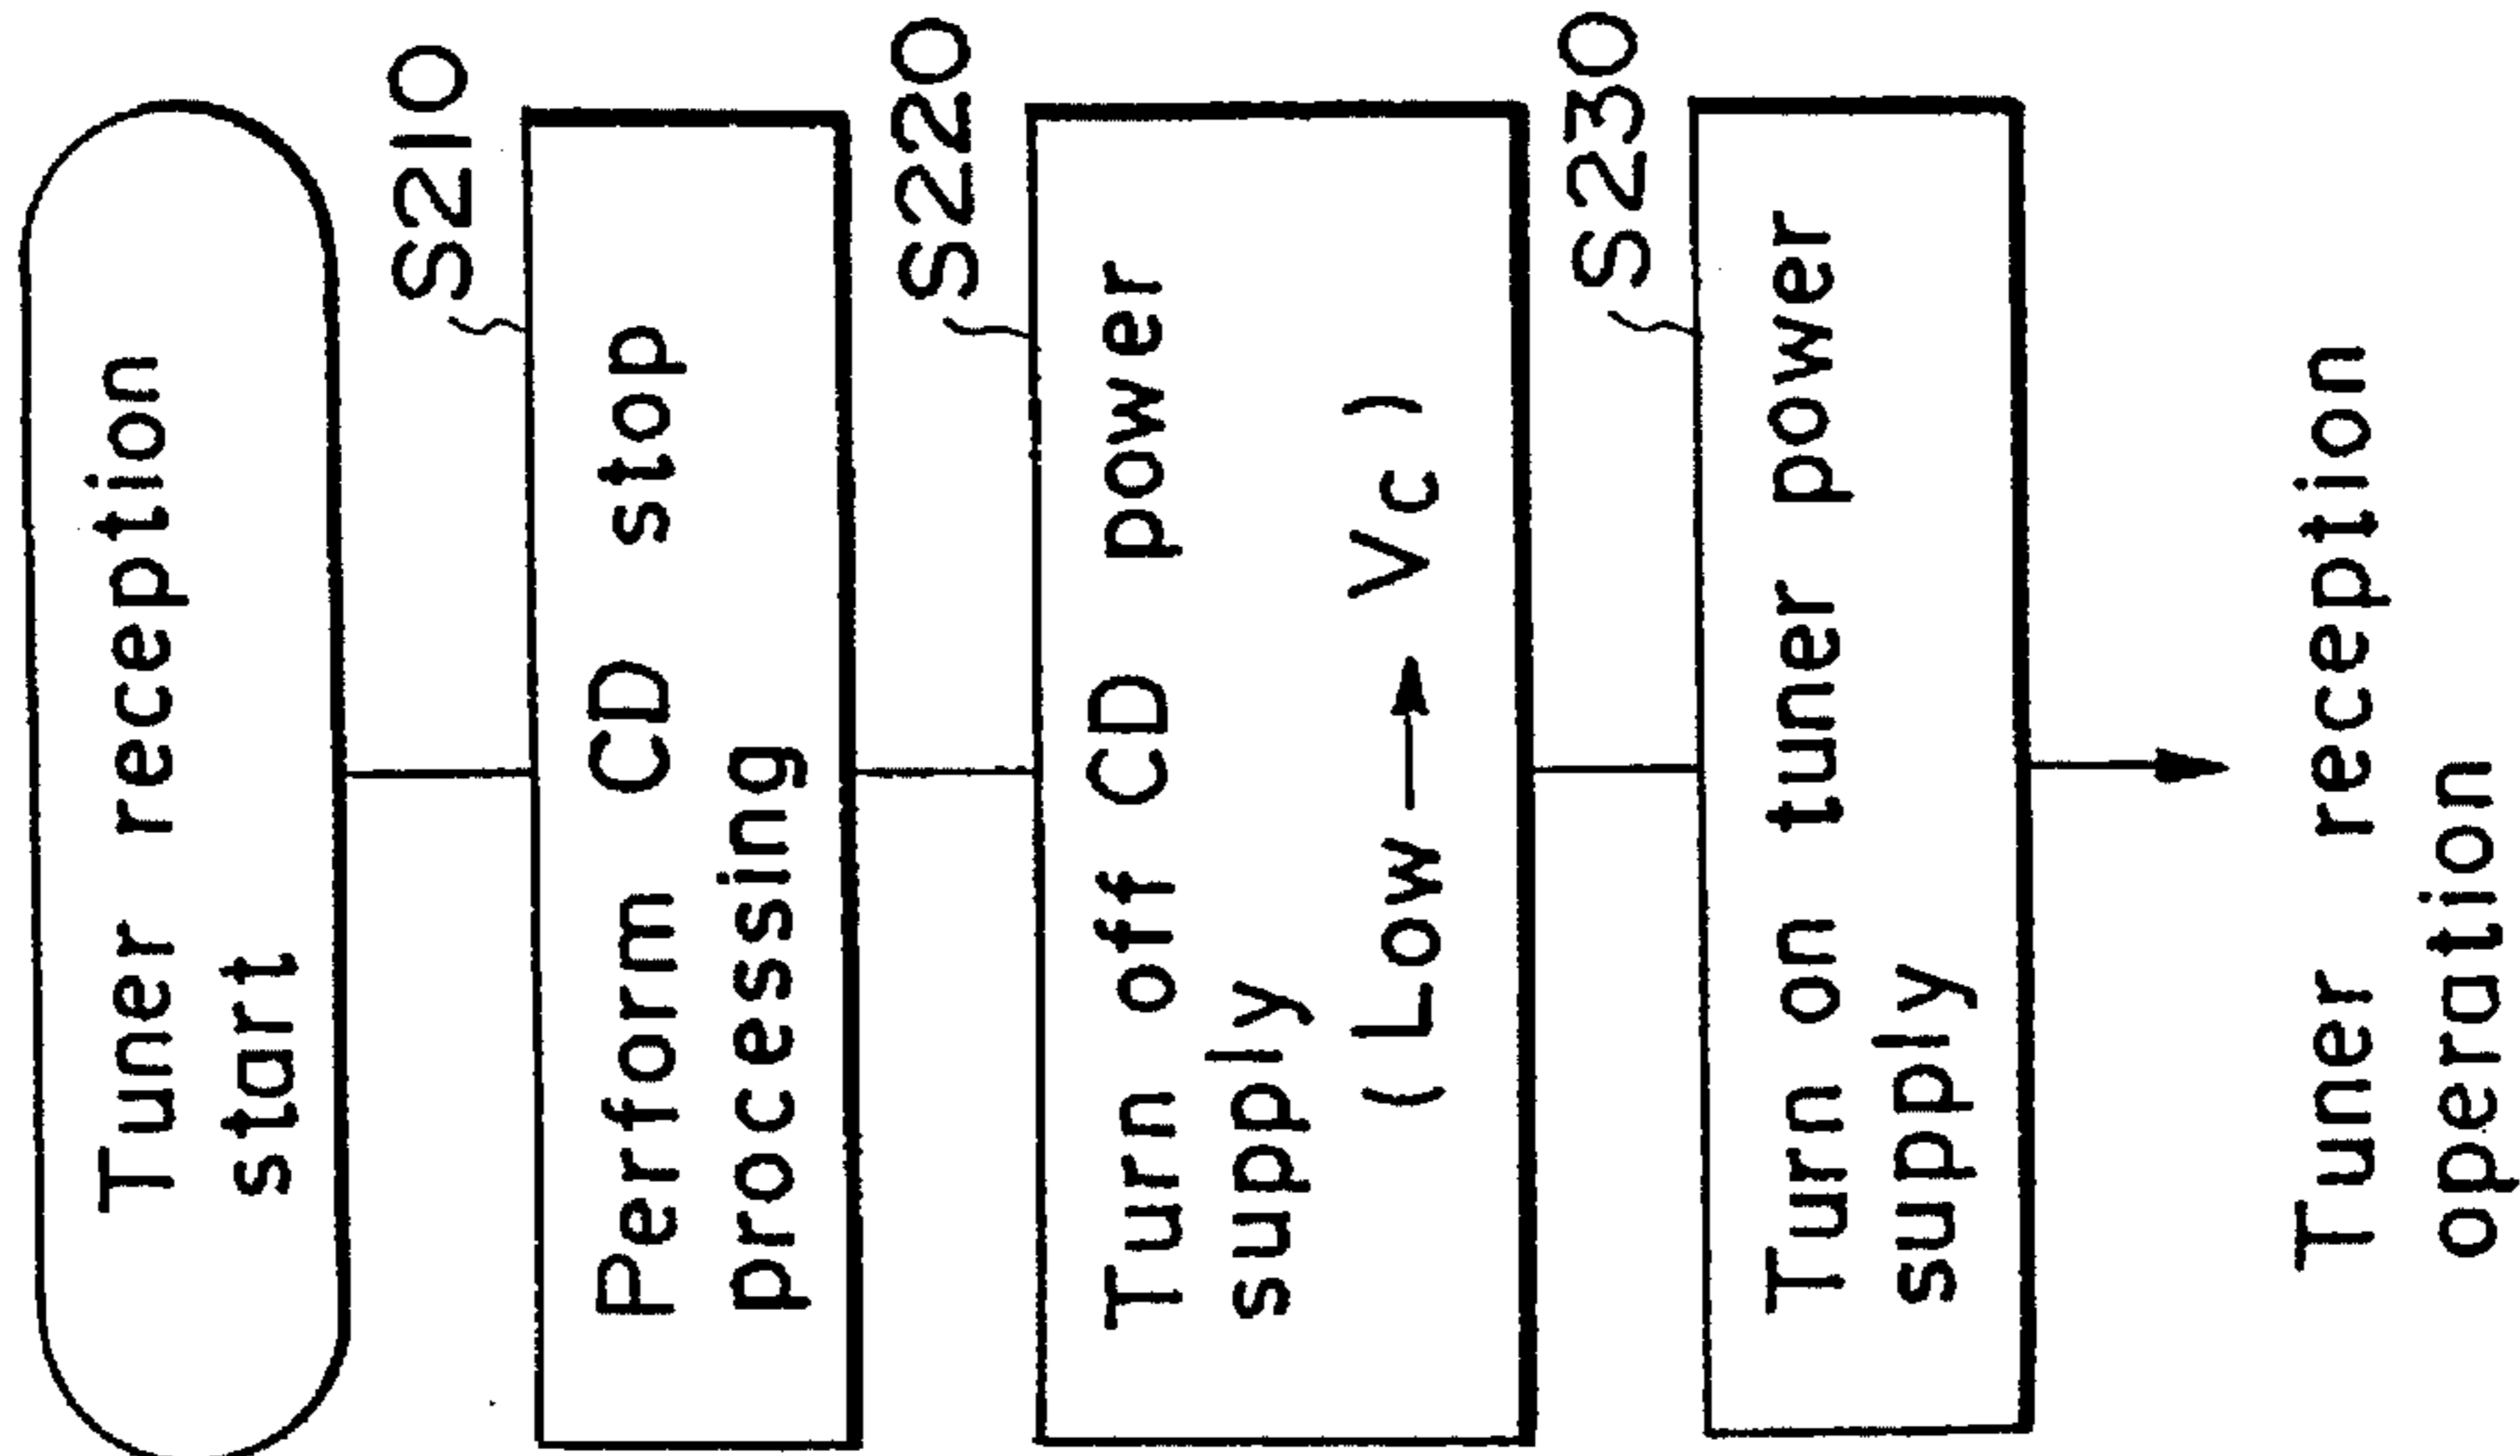 Tuner reception
start
S210
Perform CD stop
processing
S220
Turn off CD power
supply
(Low → Vc)
S230
Turn on tuner power
supply
Tuner reception
operation